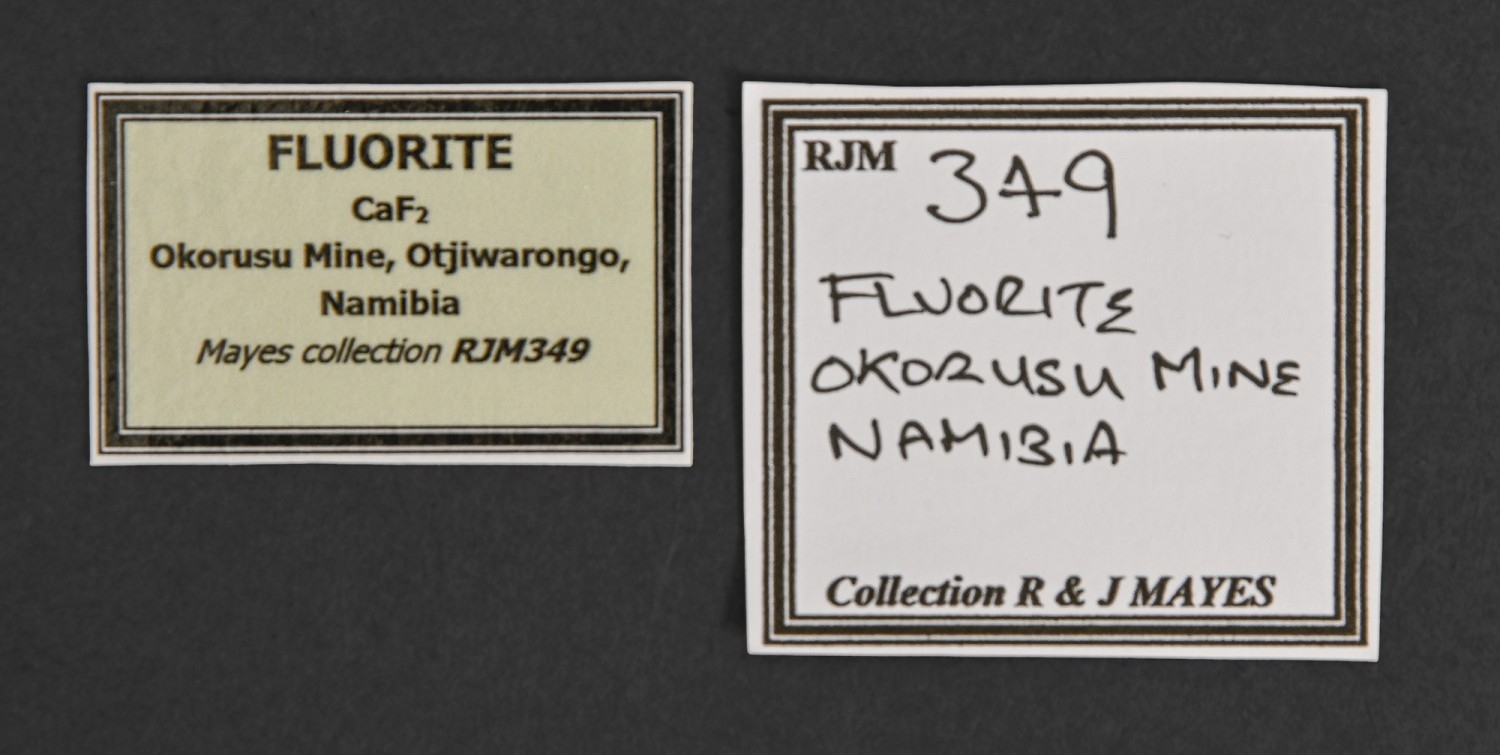 FLUORITE
CaF₂
Okorusu Mine, Otjiwarongo,
Namibia
Mayes collection RJM349
RJM 349
FLUORITE
OKORUSU MINE
NAMIBIA
Collection R & J MAYES